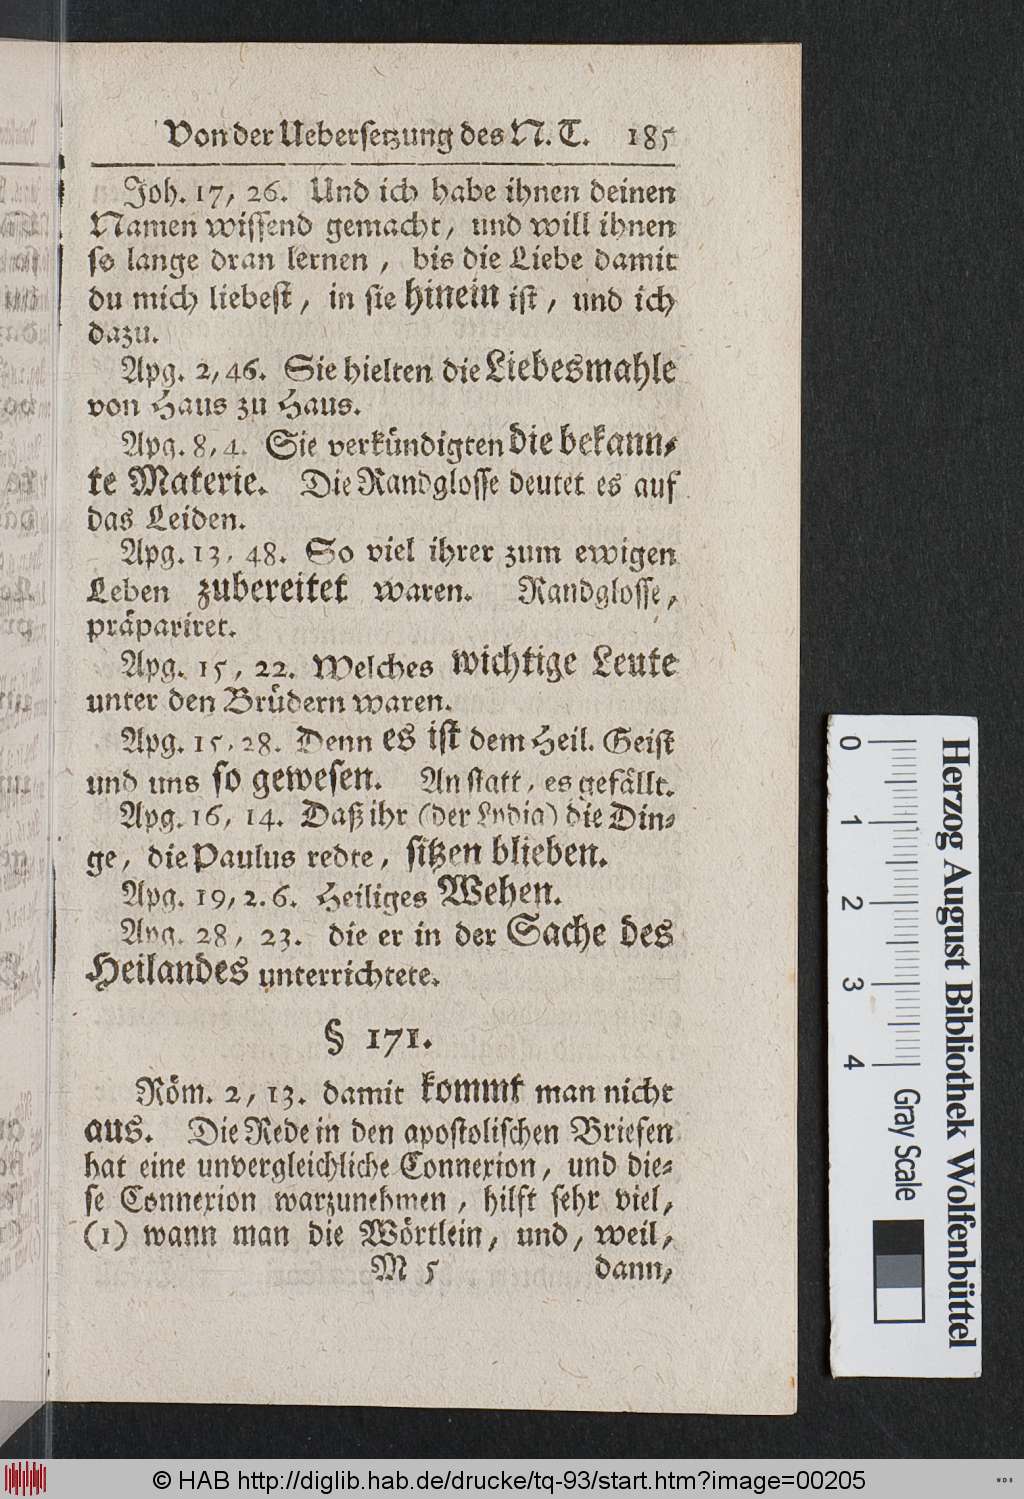 Von der Uebersetzung des N. T. 185
Joh. 17, 26. Und ich habe ihnen deinen
Namen wissend gemacht, und will ihnen
so lange dran lernen, bis die Liebe damit
du mich liebest, in sie hinein ist, und ich
dazu.
Apg. 2, 46. Sie hielten die Liebesmahle
von Haus zu Haus.
Apg. 8, 4. Sie verkündigten die bekann-
te Materie. Die Randglosse deutet es auf
das Leiden.
Apg. 13, 48. So viel ihrer zum ewigen
Leben zubereitet waren. Randglosse,
präpariret.
Apg. 15, 22. Welches wichtige Leute
unter den Brüdern waren.
Apg. 15, 28. Denn es ist dem Heil. Geist
und uns so gewesen. An statt, es gefällt.
Apg. 16, 14. Daß ihr (der Lydia) die Din-
ge, die Paulus redte, sitzen blieben.
Apg. 19, 2. 6. Heiliges Wehen.
Apg. 28, 23. die er in der Sache des
Heilandes unterrichtete.
§ 171.
Röm. 2, 13. damit kommt man nicht
aus. Die Rede in den apostolischen Briefen
hat eine unvergleichliche Connexion, und die-
se Connexion warzunehmen, hilft sehr viel,
(1) wann man die Wörtlein, und, weil,
M 5 dann,
0 1 2 3 4 Gray Scale
Herzog August Bibliothek Wolfenbüttel
© HAB http://diglib.hab.de/drucke/tq-93/start.htm?image=00205
WDB